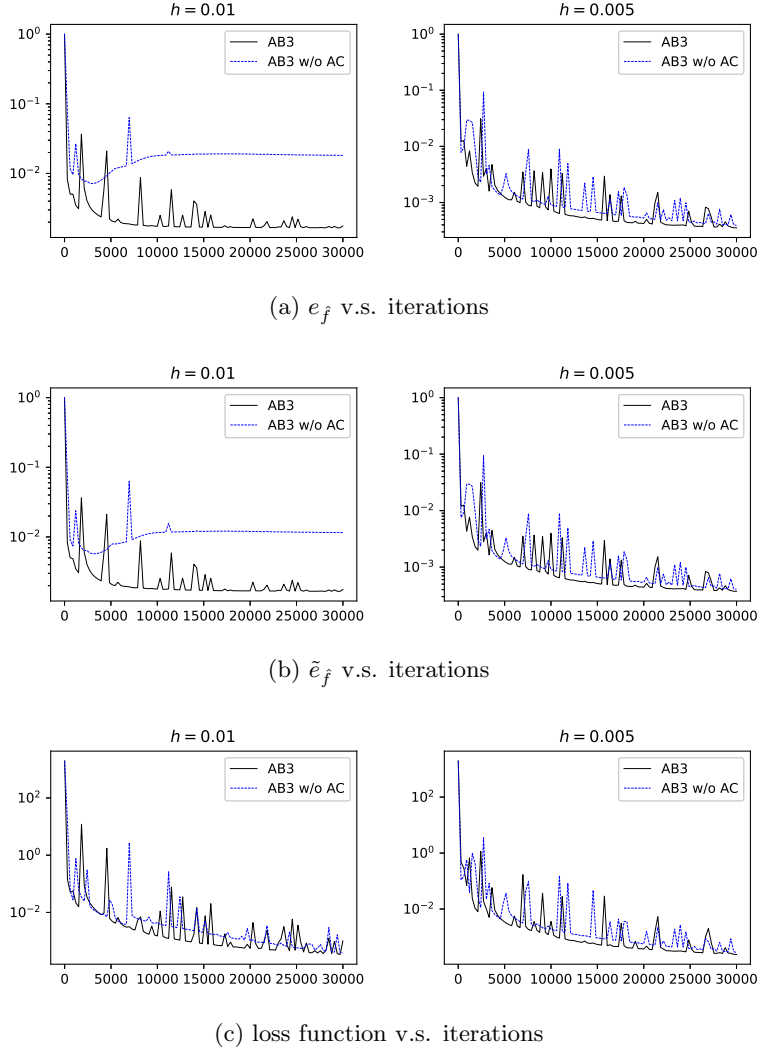 h = 0.01
h = 0.005
10⁰
10⁻¹
10⁻²
AB3
AB3 w/o AC
0 5000 10000 15000 20000 25000 30000
10⁰
10⁻¹
10⁻²
10⁻³
AB3
AB3 w/o AC
0 5000 10000 15000 20000 25000 30000
(a) e_f̂ v.s. iterations
h = 0.01
h = 0.005
10⁰
10⁻¹
10⁻²
AB3
AB3 w/o AC
0 5000 10000 15000 20000 25000 30000
10⁰
10⁻¹
10⁻²
10⁻³
AB3
AB3 w/o AC
0 5000 10000 15000 20000 25000 30000
(b) ẽ_f̂ v.s. iterations
h = 0.01
h = 0.005
10²
10⁰
10⁻²
AB3
AB3 w/o AC
0 5000 10000 15000 20000 25000 30000
10²
10⁰
10⁻²
AB3
AB3 w/o AC
0 5000 10000 15000 20000 25000 30000
(c) loss function v.s. iterations